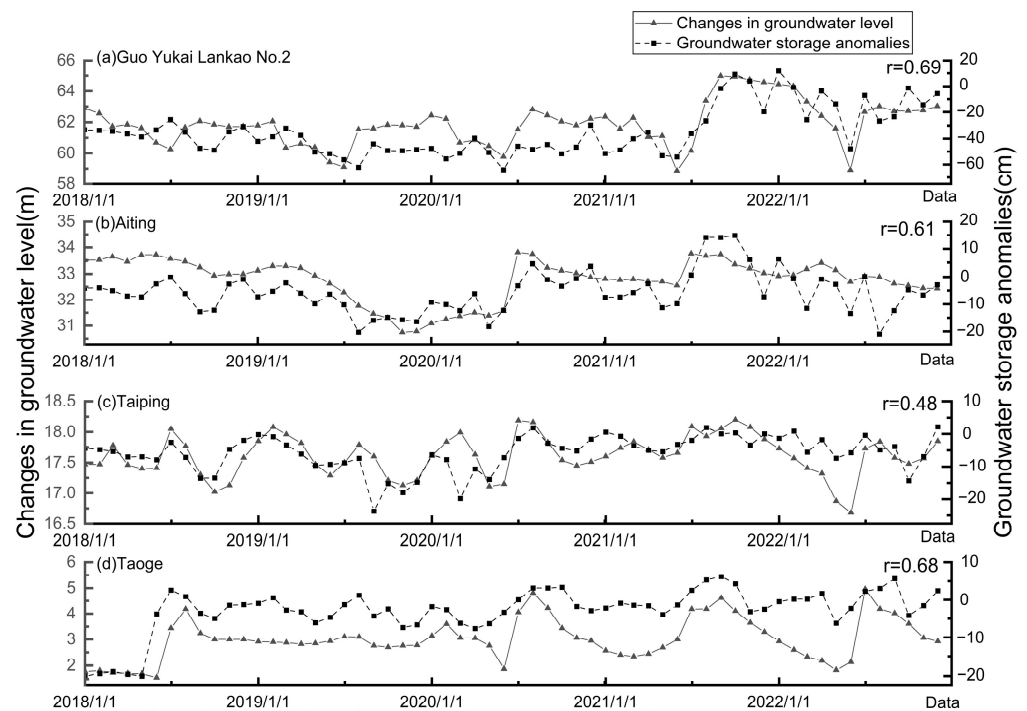 Changes in groundwater level
Groundwater storage anomalies
Changes in groundwater level(m)
Groundwater storage anomalies(cm)
(a)Guo Yukai Lankao No.2
r=0.69
66
64
62
60
58
20
0
−20
−40
−60
2018/1/1 2019/1/1 2020/1/1 2021/1/1 2022/1/1 Data
(b)Aiting
r=0.61
35
34
33
32
31
20
10
0
−10
−20
2018/1/1 2019/1/1 2020/1/1 2021/1/1 2022/1/1 Data
(c)Taiping
r=0.48
18.5
18.0
17.5
17.0
16.5
10
0
−10
−20
2018/1/1 2019/1/1 2020/1/1 2021/1/1 2022/1/1 Data
(d)Taoge
r=0.68
6
5
4
3
2
10
0
−10
−20
2018/1/1 2019/1/1 2020/1/1 2021/1/1 2022/1/1 Data